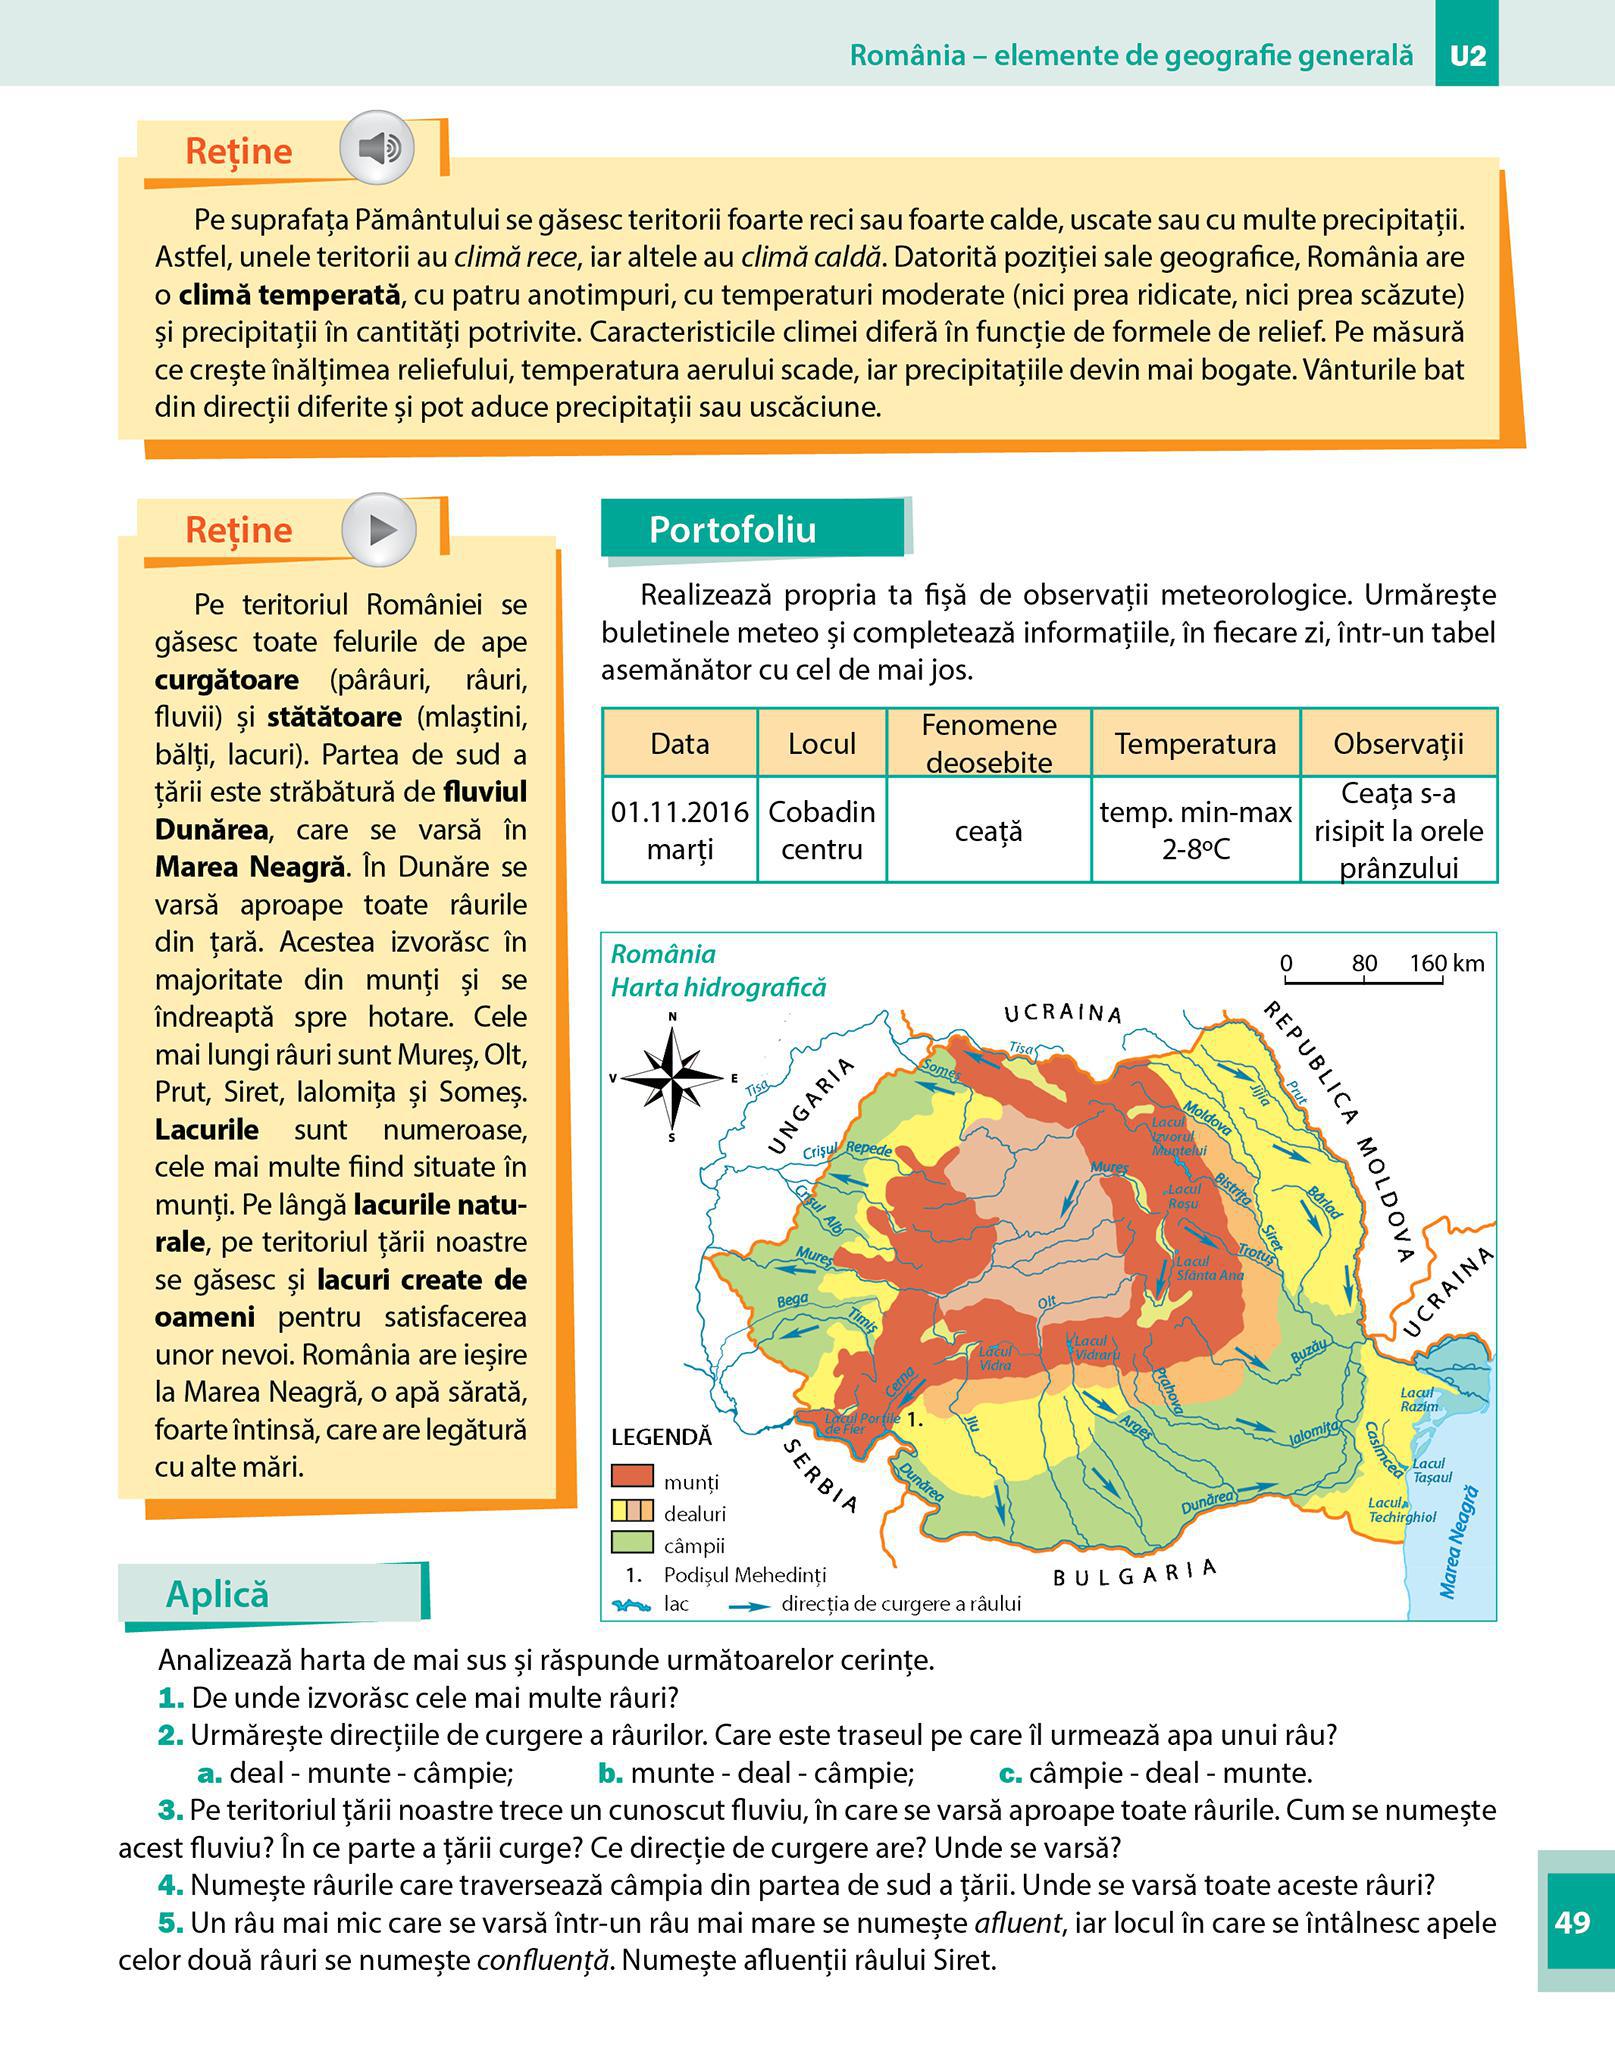 România – elemente de geografie generală U2
Reține
Pe suprafața Pământului se găsesc teritorii foarte reci sau foarte calde, uscate sau cu multe precipitații.
Astfel, unele teritorii au climă rece, iar altele au climă caldă. Datorită poziției sale geografice, România are
o climă temperată, cu patru anotimpuri, cu temperaturi moderate (nici prea ridicate, nici prea scăzute)
și precipitații în cantități potrivite. Caracteristicile climei diferă în funcție de formele de relief. Pe măsură
ce crește înălțimea reliefului, temperatura aerului scade, iar precipitațiile devin mai bogate. Vânturile bat
din direcții diferite și pot aduce precipitații sau uscăciune.
Reține
Pe teritoriul României se
găsesc toate felurile de ape
curgătoare (pârâuri, râuri,
fluvii) și stătătoare (mlaștini,
bălți, lacuri). Partea de sud a
țării este străbătură de fluviul
Dunărea, care se varsă în
Marea Neagră. În Dunăre se
varsă aproape toate râurile
din țară. Acestea izvorăsc în
majoritate din munți și se
îndreaptă spre hotare. Cele
mai lungi râuri sunt Mureș, Olt,
Prut, Siret, Ialomița și Someș.
Lacurile sunt numeroase,
cele mai multe fiind situate în
munți. Pe lângă lacurile natu-
rale, pe teritoriul țării noastre
se găsesc și lacuri create de
oameni pentru satisfacerea
unor nevoi. România are ieșire
la Marea Neagră, o apă sărată,
foarte întinsă, care are legătură
cu alte mări.
Portofoliu
Realizează propria ta fișă de observații meteorologice. Urmărește
buletinele meteo și completează informațiile, în fiecare zi, într-un tabel
asemănător cu cel de mai jos.
Data
Locul
Fenomene
deosebite
Temperatura
Observații
01.11.2016
marți
Cobadin
centru
ceață
temp. min-max
2-8ºC
Ceața s-a
risipit la orele
prânzului
România
Harta hidrografică
0 80 160 km
N
V
E
S
UCRAINA
REPUBLICA MOLDOVA
UNGARIA
UCRAINA
SERBIA
BULGARIA
Tisa
Tisa
Someș
Crișul Repede
Crișul Alb
Mureș
Mureș
Bega
Timiș
Cerna
Lacul Porțile
de Fier
1.
Dunărea
Jiu
Lacul
Vidra
Olt
Lacul
Vidraru
Argeș
Prahova
Dunărea
Ialomița
Buzău
Lacul
Izvorul
Muntelui
Lacul
Roșu
Lacul
Sfânta Ana
Moldova
Bistrița
Trotuș
Siret
Jijia
Prut
Bârlad
Lacul
Razim
Casimcea
Lacul
Tașaul
Lacul
Techirghiol
Marea Neagră
LEGENDĂ
munți
dealuri
câmpii
1. Podișul Mehedinți
lac
direcția de curgere a râului
Aplică
Analizează harta de mai sus și răspunde următoarelor cerințe.
1. De unde izvorăsc cele mai multe râuri?
2. Urmărește direcțiile de curgere a râurilor. Care este traseul pe care îl urmează apa unui râu?
a. deal - munte - câmpie; b. munte - deal - câmpie; c. câmpie - deal - munte.
3. Pe teritoriul țării noastre trece un cunoscut fluviu, în care se varsă aproape toate râurile. Cum se numește
acest fluviu? În ce parte a țării curge? Ce direcție de curgere are? Unde se varsă?
4. Numește râurile care traversează câmpia din partea de sud a țării. Unde se varsă toate aceste râuri?
5. Un râu mai mic care se varsă într-un râu mai mare se numește afluent, iar locul în care se întâlnesc apele
celor două râuri se numește confluență. Numește afluenții râului Siret.
49